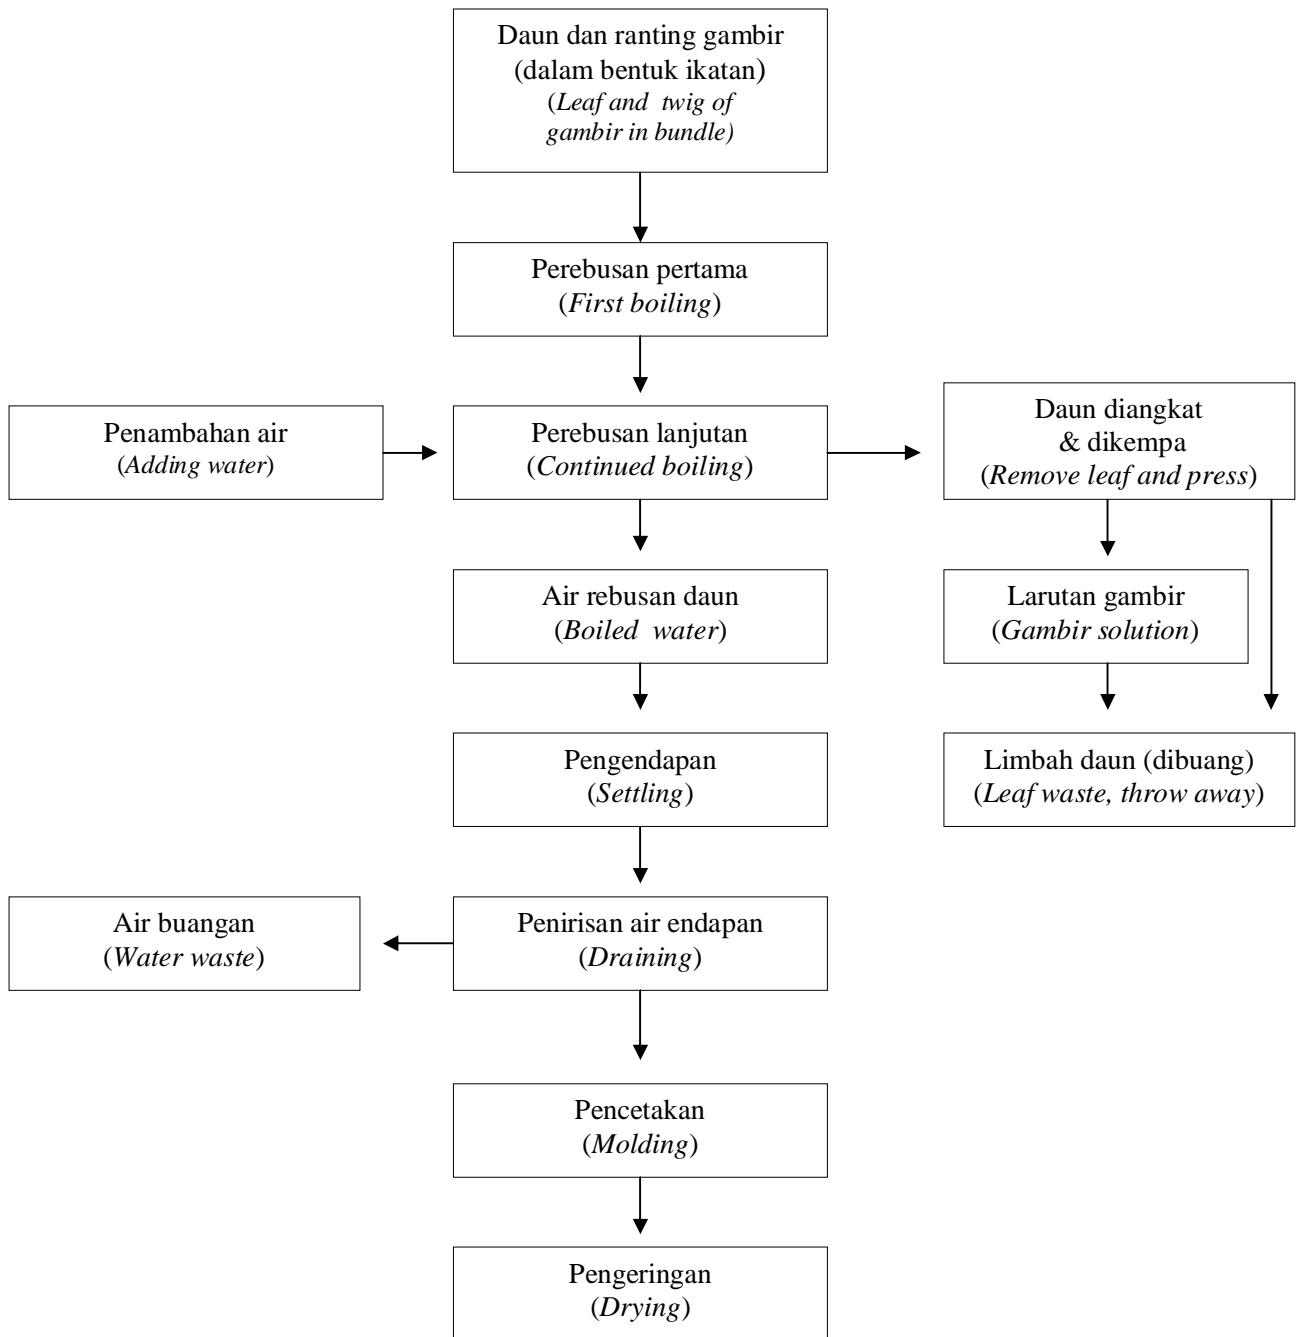 Daun dan ranting gambir
(dalam bentuk ikatan)
(Leaf and twig of
gambir in bundle)
Perebusan pertama
(First boiling)
Penambahan air
(Adding water)
Perebusan lanjutan
(Continued boiling)
Daun diangkat
& dikempa
(Remove leaf and press)
Air rebusan daun
(Boiled water)
Larutan gambir
(Gambir solution)
Pengendapan
(Settling)
Limbah daun (dibuang)
(Leaf waste, throw away)
Air buangan
(Water waste)
Penirisan air endapan
(Draining)
Pencetakan
(Molding)
Pengeringan
(Drying)